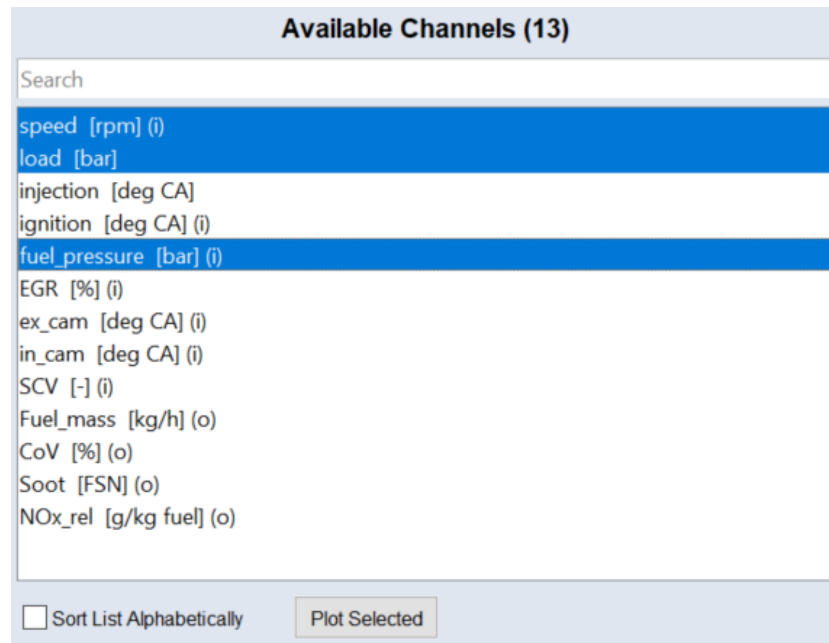 Available Channels (13)
Search
speed [rpm] (i)
load [bar]
injection [deg CA]
ignition [deg CA] (i)
fuel_pressure [bar] (i)
EGR [%] (i)
ex_cam [deg CA] (i)
in_cam [deg CA] (i)
SCV [-] (i)
Fuel_mass [kg/h] (o)
CoV [%] (o)
Soot [FSN] (o)
NOx_rel [g/kg fuel] (o)
Sort List Alphabetically
Plot Selected